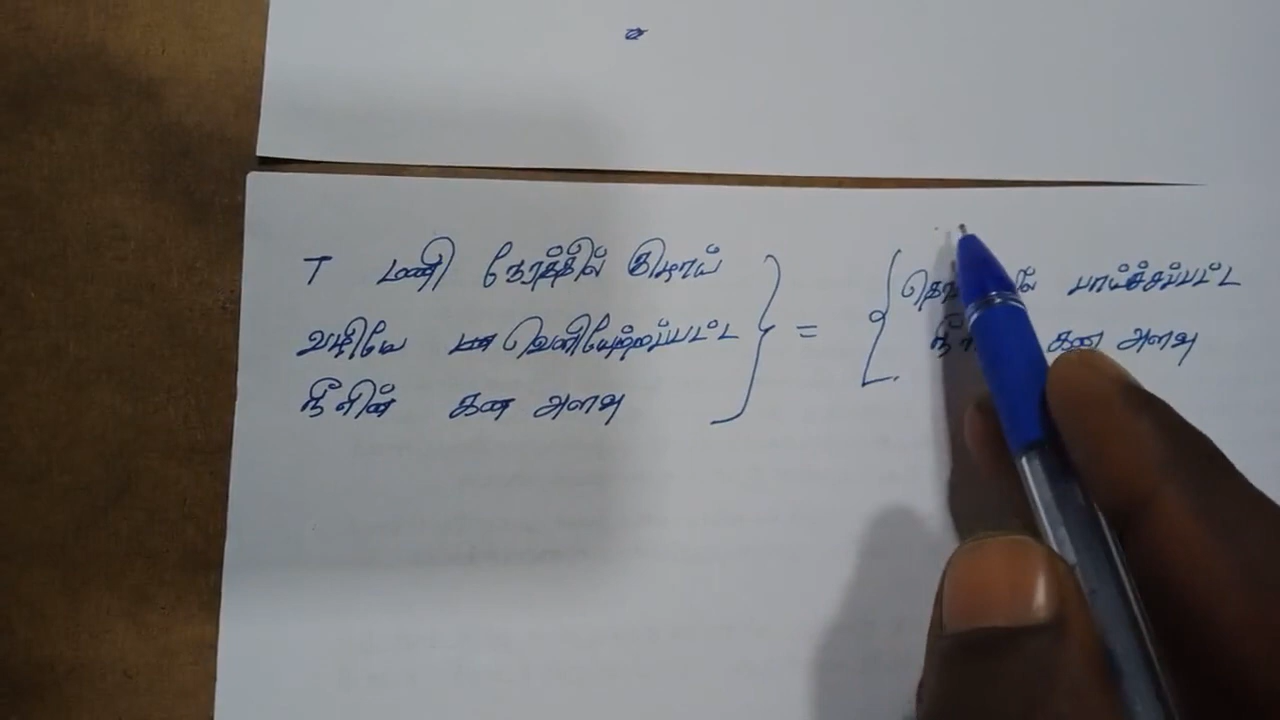 T மணி நேரத்தில் குழாய்
வழியே வெளியேற்றப்பட்ட
நீரின் கன அளவு
=
பாய்ச்சப்பட்ட
கன அளவு